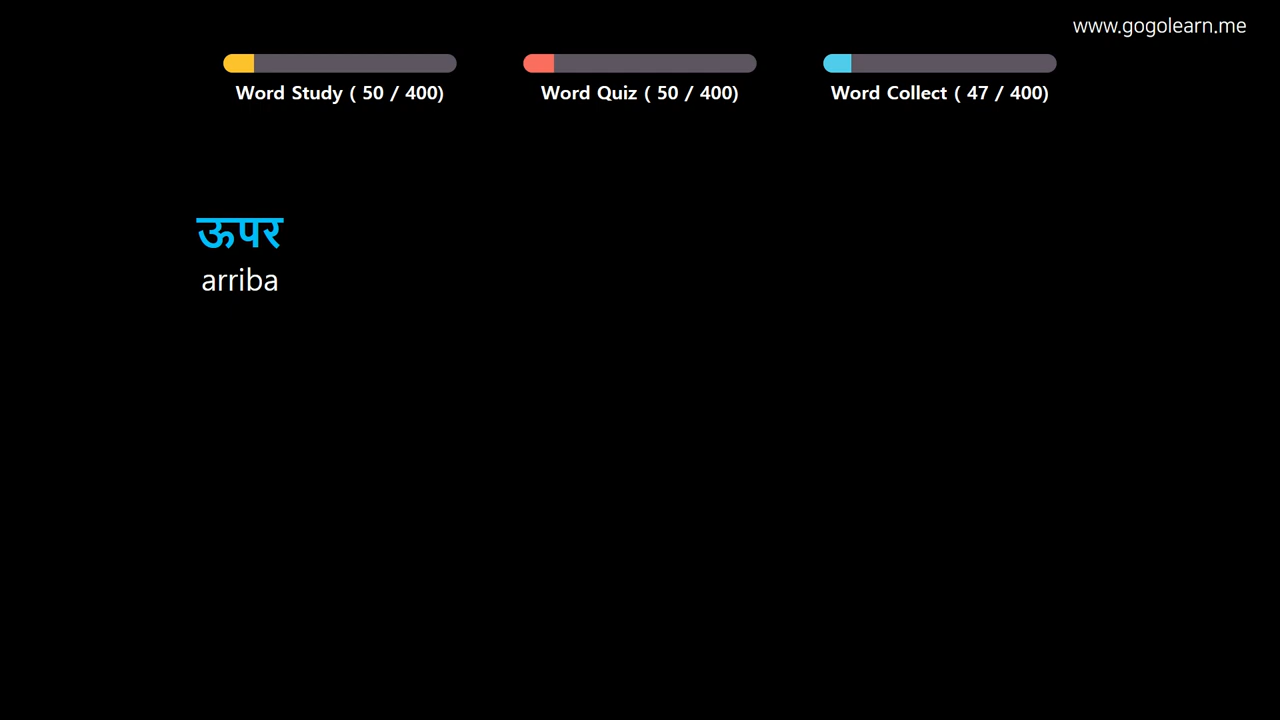 www.gogolearn.me
Word Study ( 50 / 400)
Word Quiz ( 50 / 400)
Word Collect ( 47 / 400)
ऊपर
arriba